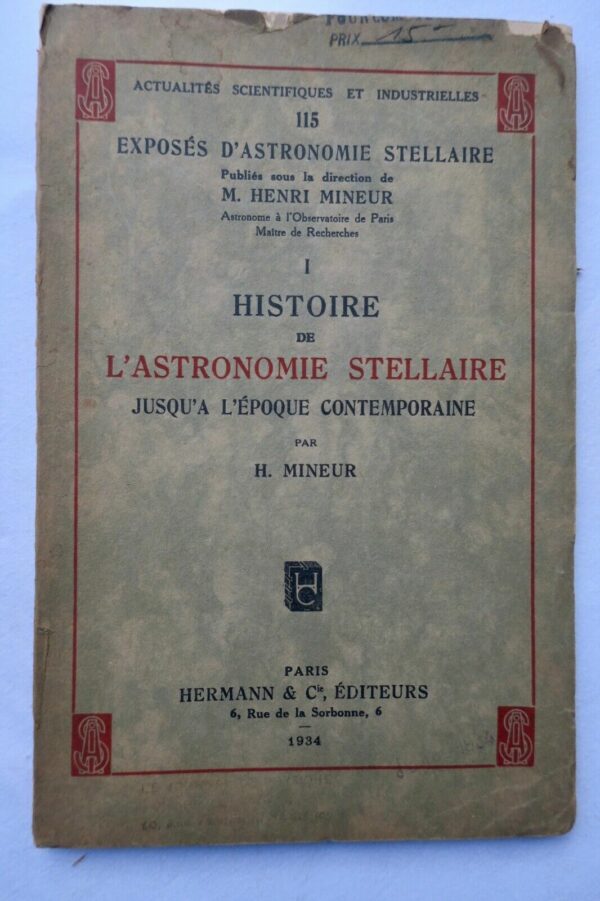 PRIX 15
ACTUALITÉS SCIENTIFIQUES ET INDUSTRIELLES
115
EXPOSÉS D'ASTRONOMIE STELLAIRE
Publiés sous la direction de
M. HENRI MINEUR
Astronome à l'Observatoire de Paris
Maître de Recherches
I
HISTOIRE
DE
L'ASTRONOMIE STELLAIRE
JUSQU'A L'ÉPOQUE CONTEMPORAINE
PAR
H. MINEUR
HC
PARIS
HERMANN & Cie, ÉDITEURS
6, Rue de la Sorbonne, 6
1934